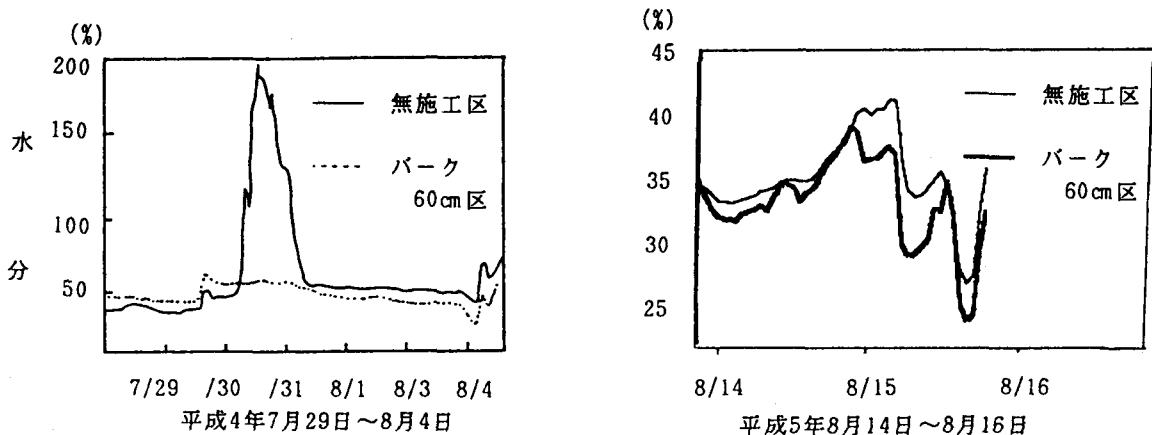 (%)
200
150
100
50
水
分
無施工区
バーク
60cm区
7/29 /30 /31 8/1 8/3 8/4
平成4年7月29日～8月4日
(%)
45
40
35
30
25
無施工区
バーク
60cm区
8/14 8/15 8/16
平成5年8月14日～8月16日